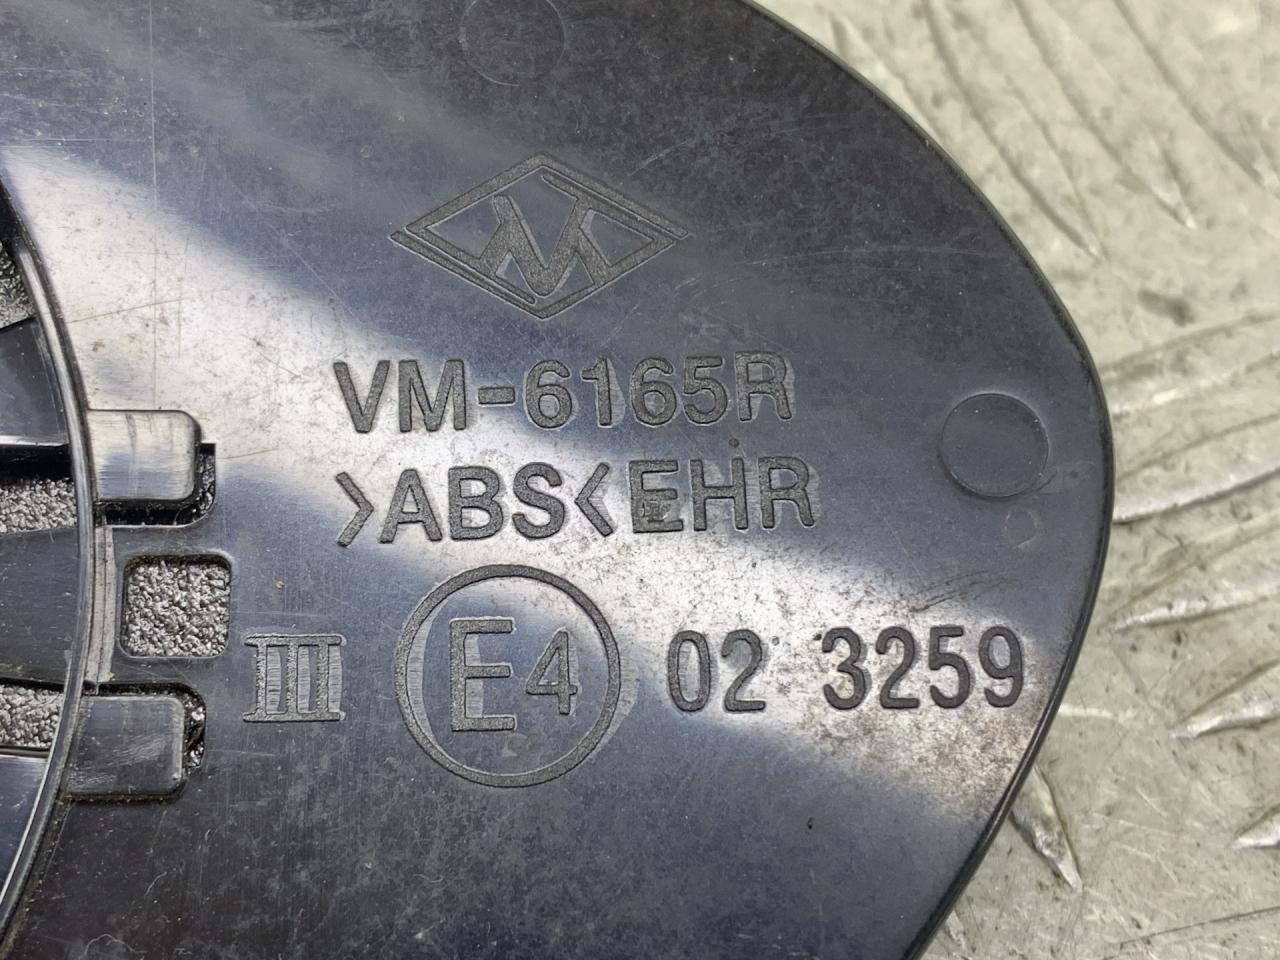 M
VM-6165R
>ABS<EHR
III E4 02 3259